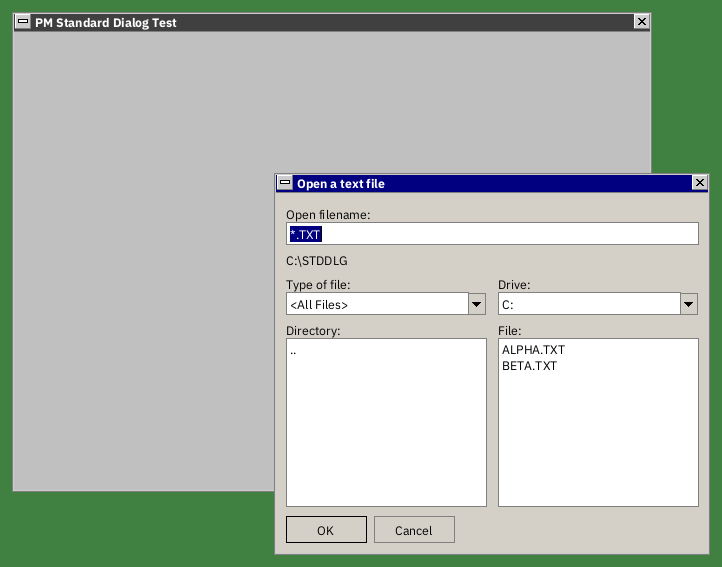 PM Standard Dialog Test
Open a text file
Open filename:
*.TXT
C:\STDDLG
Type of file:
Drive:
<All Files>
C:
Directory:
File:
..
ALPHA.TXT
BETA.TXT
OK
Cancel